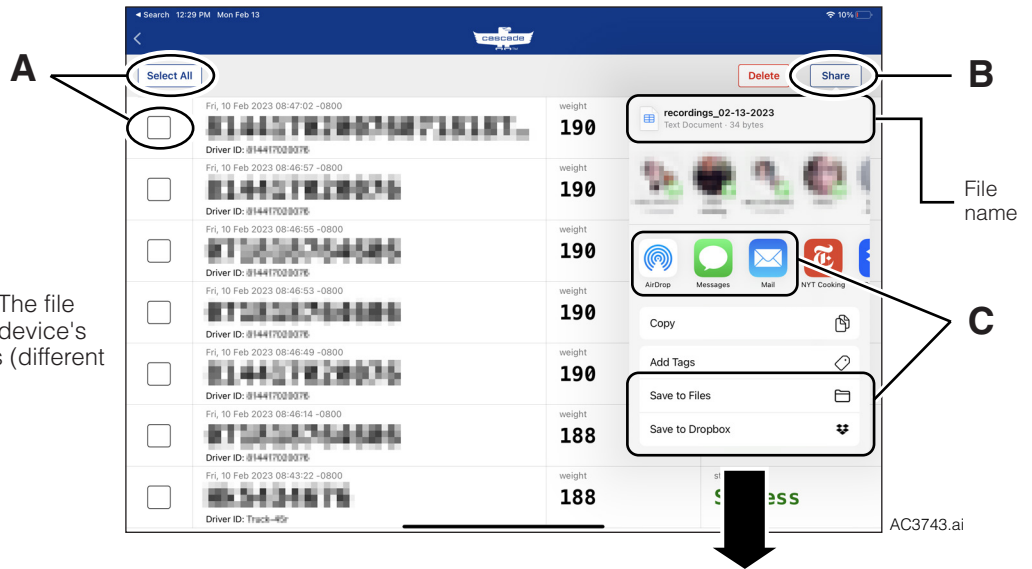 Search 12:29 PM Mon Feb 13
10%
cascade
A
Select All
Delete
Share
B
Fri, 10 Feb 2023 08:47:02 -0800
Driver ID:
weight
190
recordings_02-13-2023
Text Document · 34 bytes
File
name
Fri, 10 Feb 2023 08:46:57 -0800
Driver ID:
weight
190
Fri, 10 Feb 2023 08:46:55 -0800
Driver ID:
weight
190
AirDrop
Messages
Mail
NYT Cooking
The file
device's
(different
Fri, 10 Feb 2023 08:46:53 -0800
Driver ID:
weight
190
Copy
C
Fri, 10 Feb 2023 08:46:49 -0800
Driver ID:
weight
190
Add Tags
Save to Files
Fri, 10 Feb 2023 08:46:14 -0800
Driver ID:
weight
188
Save to Dropbox
Fri, 10 Feb 2023 08:43:22 -0800
Driver ID: Track-45r
weight
188
AC3743.ai